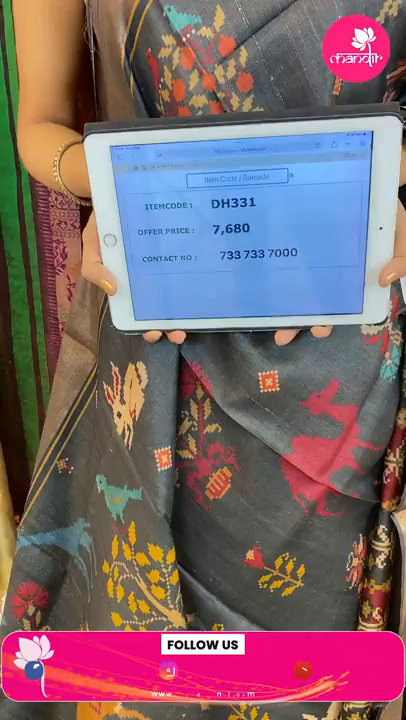 mandir
Item Code / Barcode
ITEMCODE : DH331
OFFER PRICE : 7,680
CONTACT NO : 733 733 7000
FOLLOW US